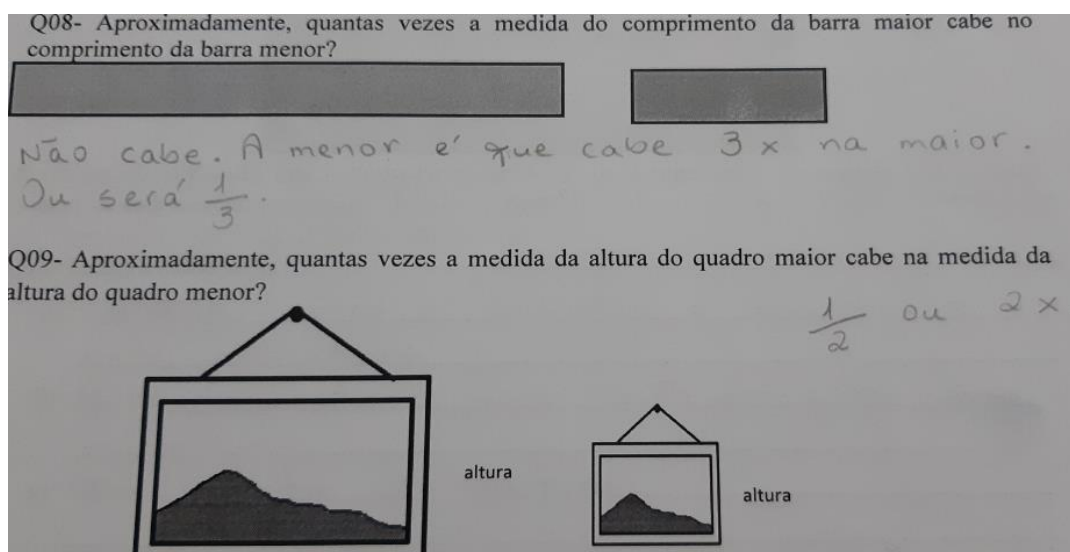 Q08- Aproximadamente, quantas vezes a medida do comprimento da barra maior cabe no
comprimento da barra menor?
Não cabe. A menor é que cabe 3x na maior.
Ou será 1/3.
Q09- Aproximadamente, quantas vezes a medida da altura do quadro maior cabe na medida da
altura do quadro menor?
1/2 ou 2x
altura
altura